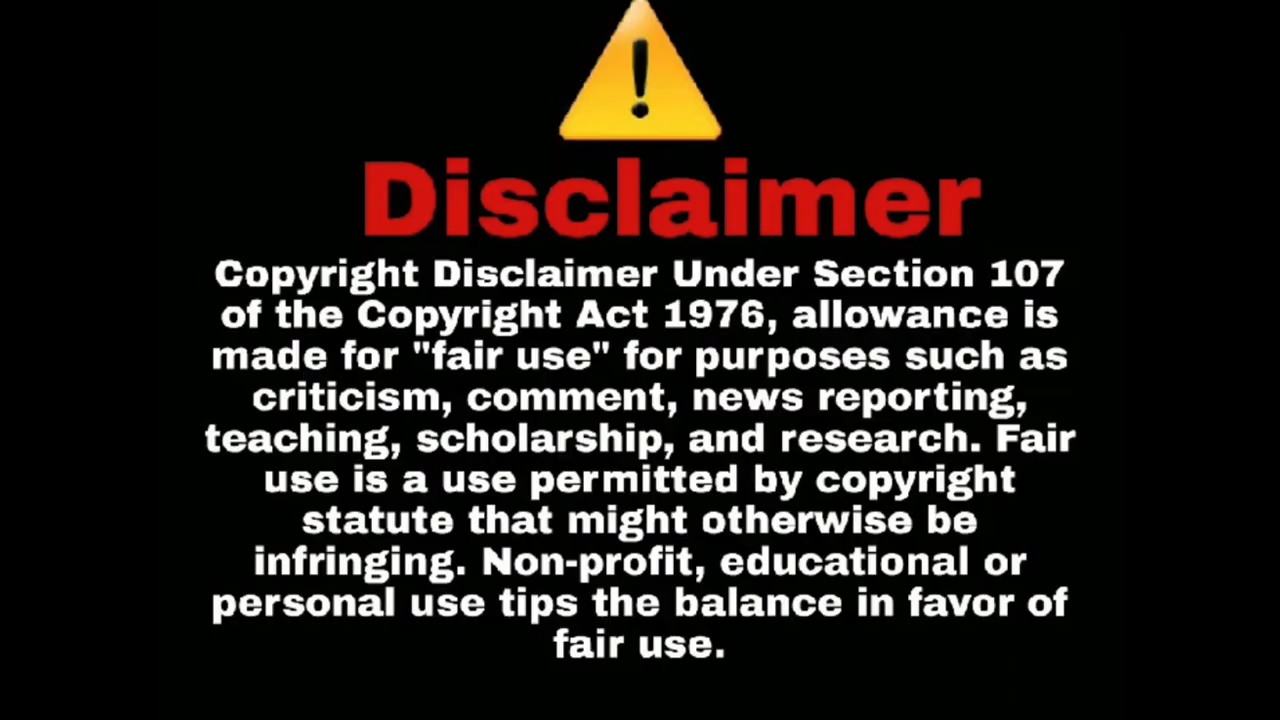 Disclaimer
Copyright Disclaimer Under Section 107
of the Copyright Act 1976, allowance is
made for "fair use" for purposes such as
criticism, comment, news reporting,
teaching, scholarship, and research. Fair
use is a use permitted by copyright
statute that might otherwise be
infringing. Non-profit, educational or
personal use tips the balance in favor of
fair use.